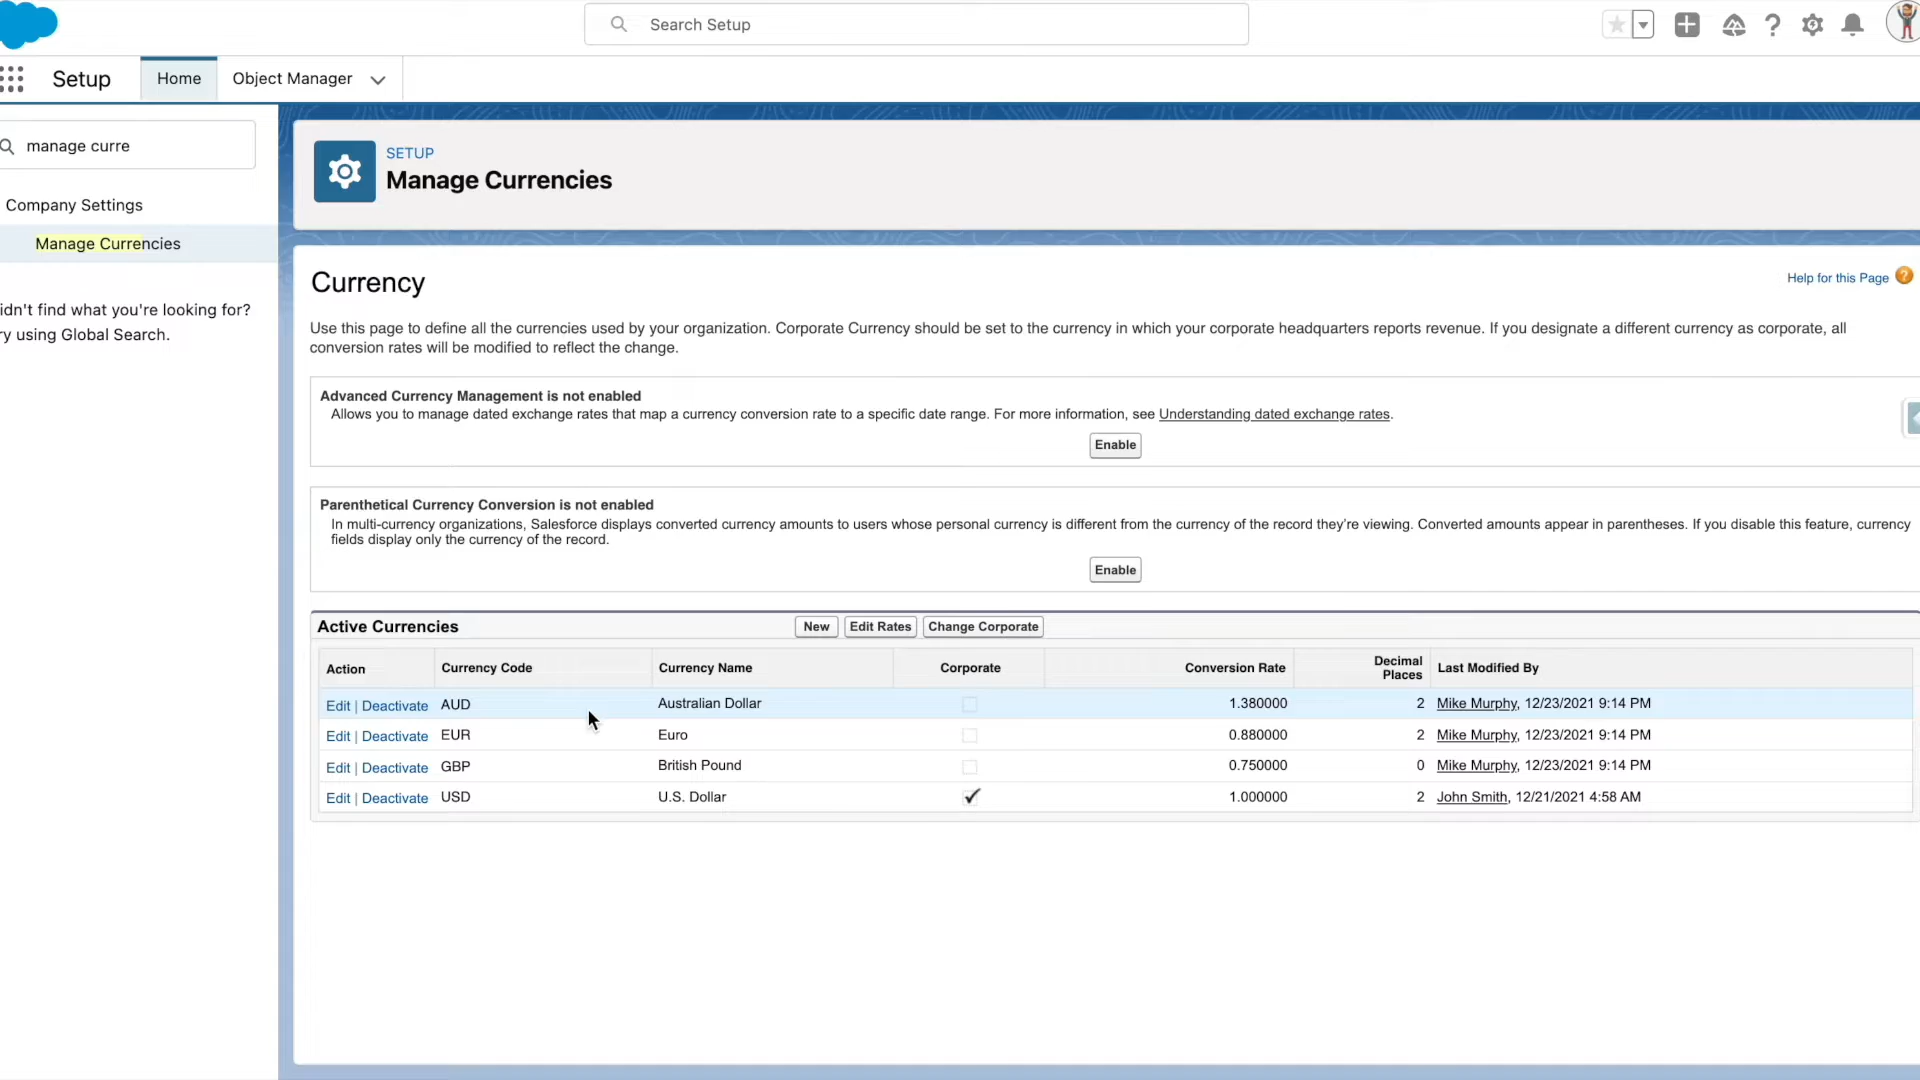 Search Setup
Setup
Home
Object Manager
manage curre
Company Settings
Manage Currencies
idn't find what you're looking for?
ry using Global Search.
SETUP
Manage Currencies
Currency
Help for this Page
Use this page to define all the currencies used by your organization. Corporate Currency should be set to the currency in which your corporate headquarters reports revenue. If you designate a different currency as corporate, all
conversion rates will be modified to reflect the change.
Advanced Currency Management is not enabled
Allows you to manage dated exchange rates that map a currency conversion rate to a specific date range. For more information, see Understanding dated exchange rates.
Enable
Parenthetical Currency Conversion is not enabled
In multi-currency organizations, Salesforce displays converted currency amounts to users whose personal currency is different from the currency of the record they're viewing. Converted amounts appear in parentheses. If you disable this feature, currency
fields display only the currency of the record.
Enable
Active Currencies New Edit Rates Change Corporate
Action Currency Code Currency Name Corporate Conversion Rate Decimal Places Last Modified By
Edit | Deactivate AUD Australian Dollar 1.380000 2 Mike Murphy, 12/23/2021 9:14 PM
Edit | Deactivate EUR Euro 0.880000 2 Mike Murphy, 12/23/2021 9:14 PM
Edit | Deactivate GBP British Pound 0.750000 0 Mike Murphy, 12/23/2021 9:14 PM
Edit | Deactivate USD U.S. Dollar 1.000000 2 John Smith, 12/21/2021 4:58 AM